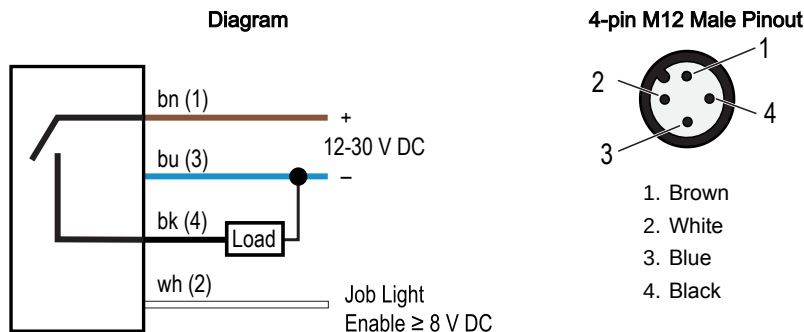 Diagram
bn (1)
+
12-30 V DC
bu (3)
–
bk (4)
Load
wh (2)
Job Light
Enable ≥ 8 V DC
4-pin M12 Male Pinout
1
2
4
3
1. Brown
2. White
3. Blue
4. Black